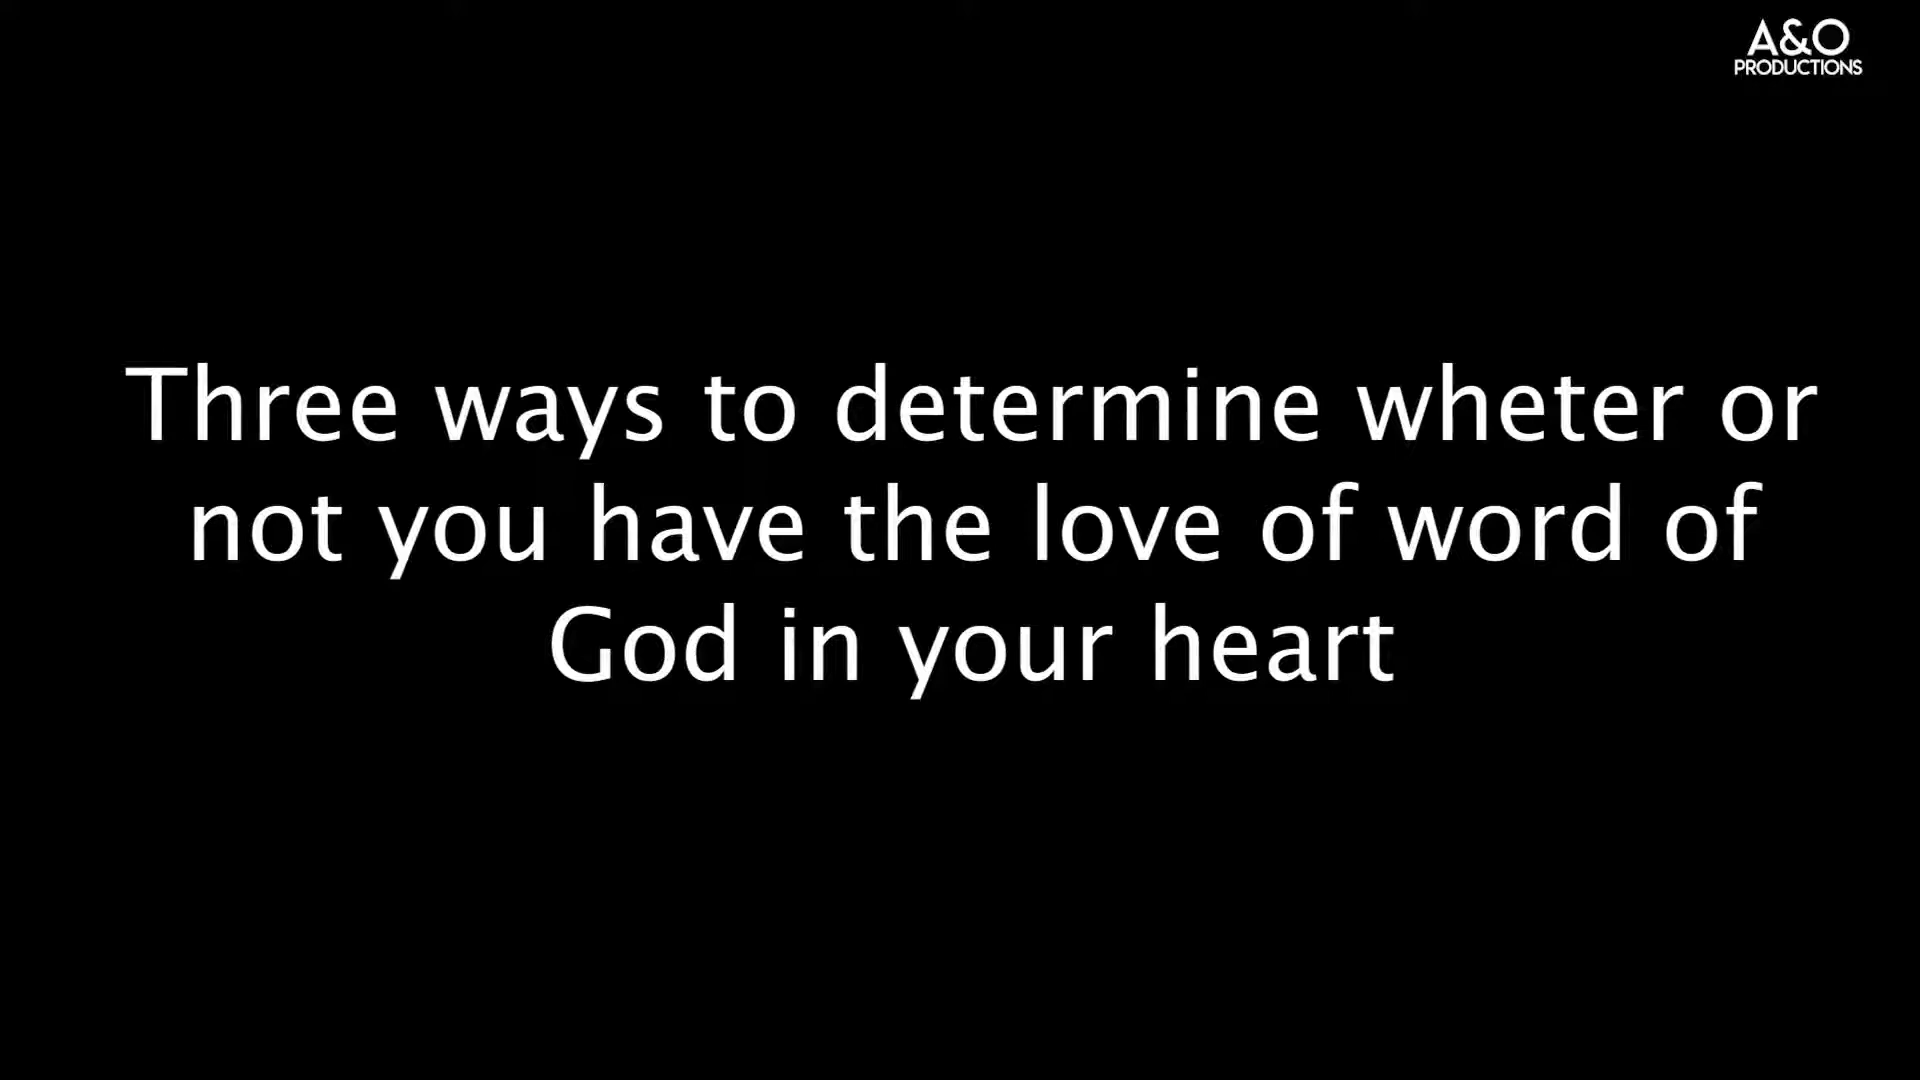 A&O
PRODUCTIONS
Three ways to determine wheter or
not you have the love of word of
God in your heart